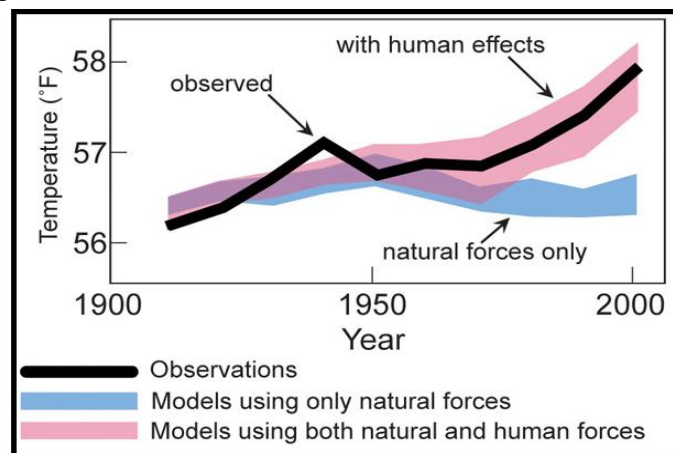 58
with human effects
observed
57
Temperature (˚F)
56
natural forces only
1900
1950
2000
Year
Observations
Models using only natural forces
Models using both natural and human forces